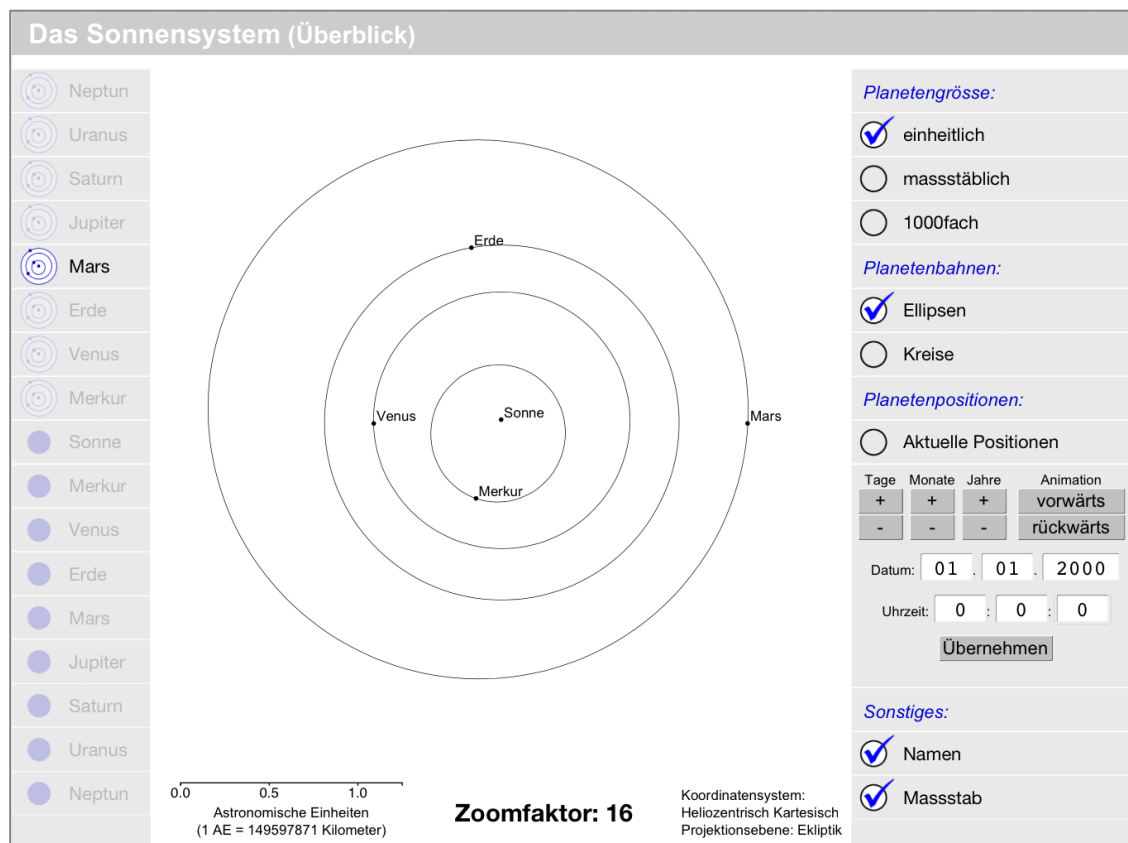 Das Sonnensystem (Überblick)
Neptun
Uranus
Saturn
Jupiter
Mars
Erde
Venus
Merkur
Sonne
Merkur
Venus
Erde
Mars
Jupiter
Saturn
Uranus
Neptun
Erde
Venus
Sonne
Mars
Merkur
0.0 0.5 1.0
Astronomische Einheiten
(1 AE = 149597871 Kilometer)
Zoomfaktor: 16
Koordinatensystem:
Heliozentrisch Kartesisch
Projektionsebene: Ekliptik
Planetengrösse:
einheitlich
massstäblich
1000fach
Planetenbahnen:
Ellipsen
Kreise
Planetenpositionen:
Aktuelle Positionen
Tage Monate Jahre Animation
+ + + vorwärts
- - - rückwärts
Datum: 01 . 01 . 2000
Uhrzeit: 0 : 0 : 0
Übernehmen
Sonstiges:
Namen
Massstab